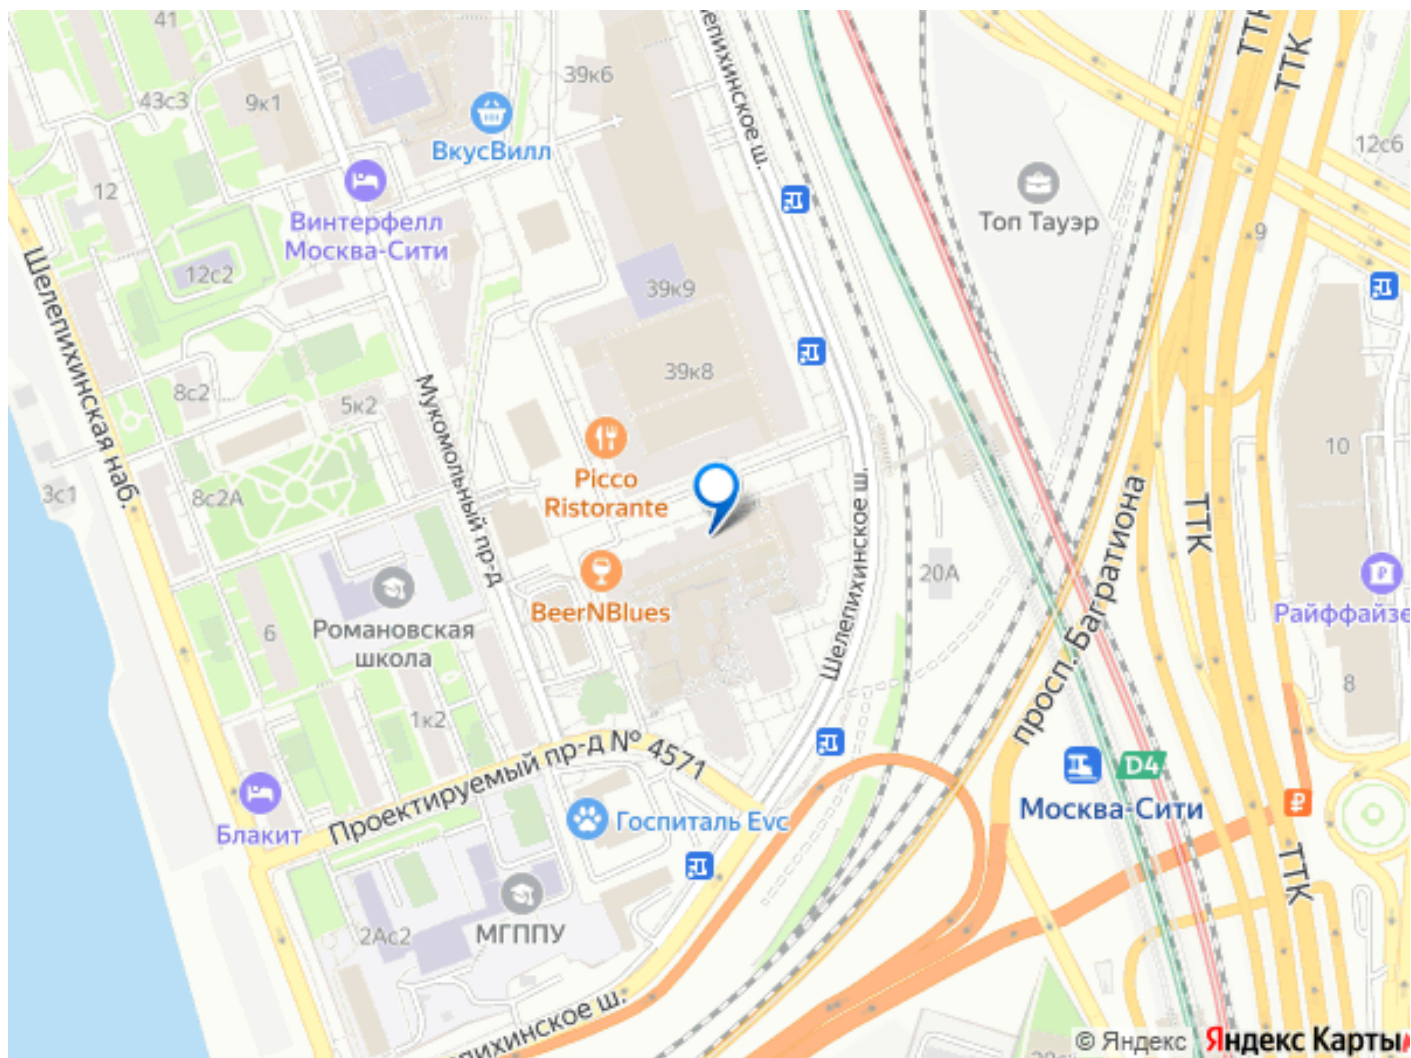 41
39к6
ТТК
ТТК
43с3
9к1
ВкусВилл
Шелепихинское ш.
12с6
12
Винтерфелл
Москва-Сити
Топ Тауэр
9
12с2
39к9
Шелепихинская наб.
39к8
8с2
5к2
Мукомольный пр-д
10
3с1
8с2А
Picco
Ristorante
Шелепихинское ш.
просп. Багратиона
ТТК
20А
BeerNBlues
Райффайзе
6
Романовская
школа
8
1к2
Проектируемый пр-д № 4571
D4
Москва-Сити
Блакит
Госпиталь Evc
ТТК
2Ас2
МГППУ
елепихинское ш.
© Яндекс
Яндекс Карты